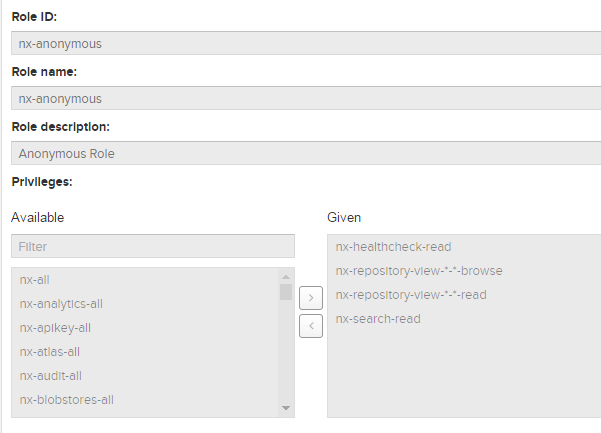 Role ID:
nx-anonymous
Role name:
nx-anonymous
Role description:
Anonymous Role
Privileges:
Available
Filter
nx-all
nx-analytics-all
nx-apikey-all
nx-atlas-all
nx-audit-all
nx-blobstores-all
Given
nx-healthcheck-read
nx-repository-view-*-*-browse
nx-repository-view-*-*-read
nx-search-read